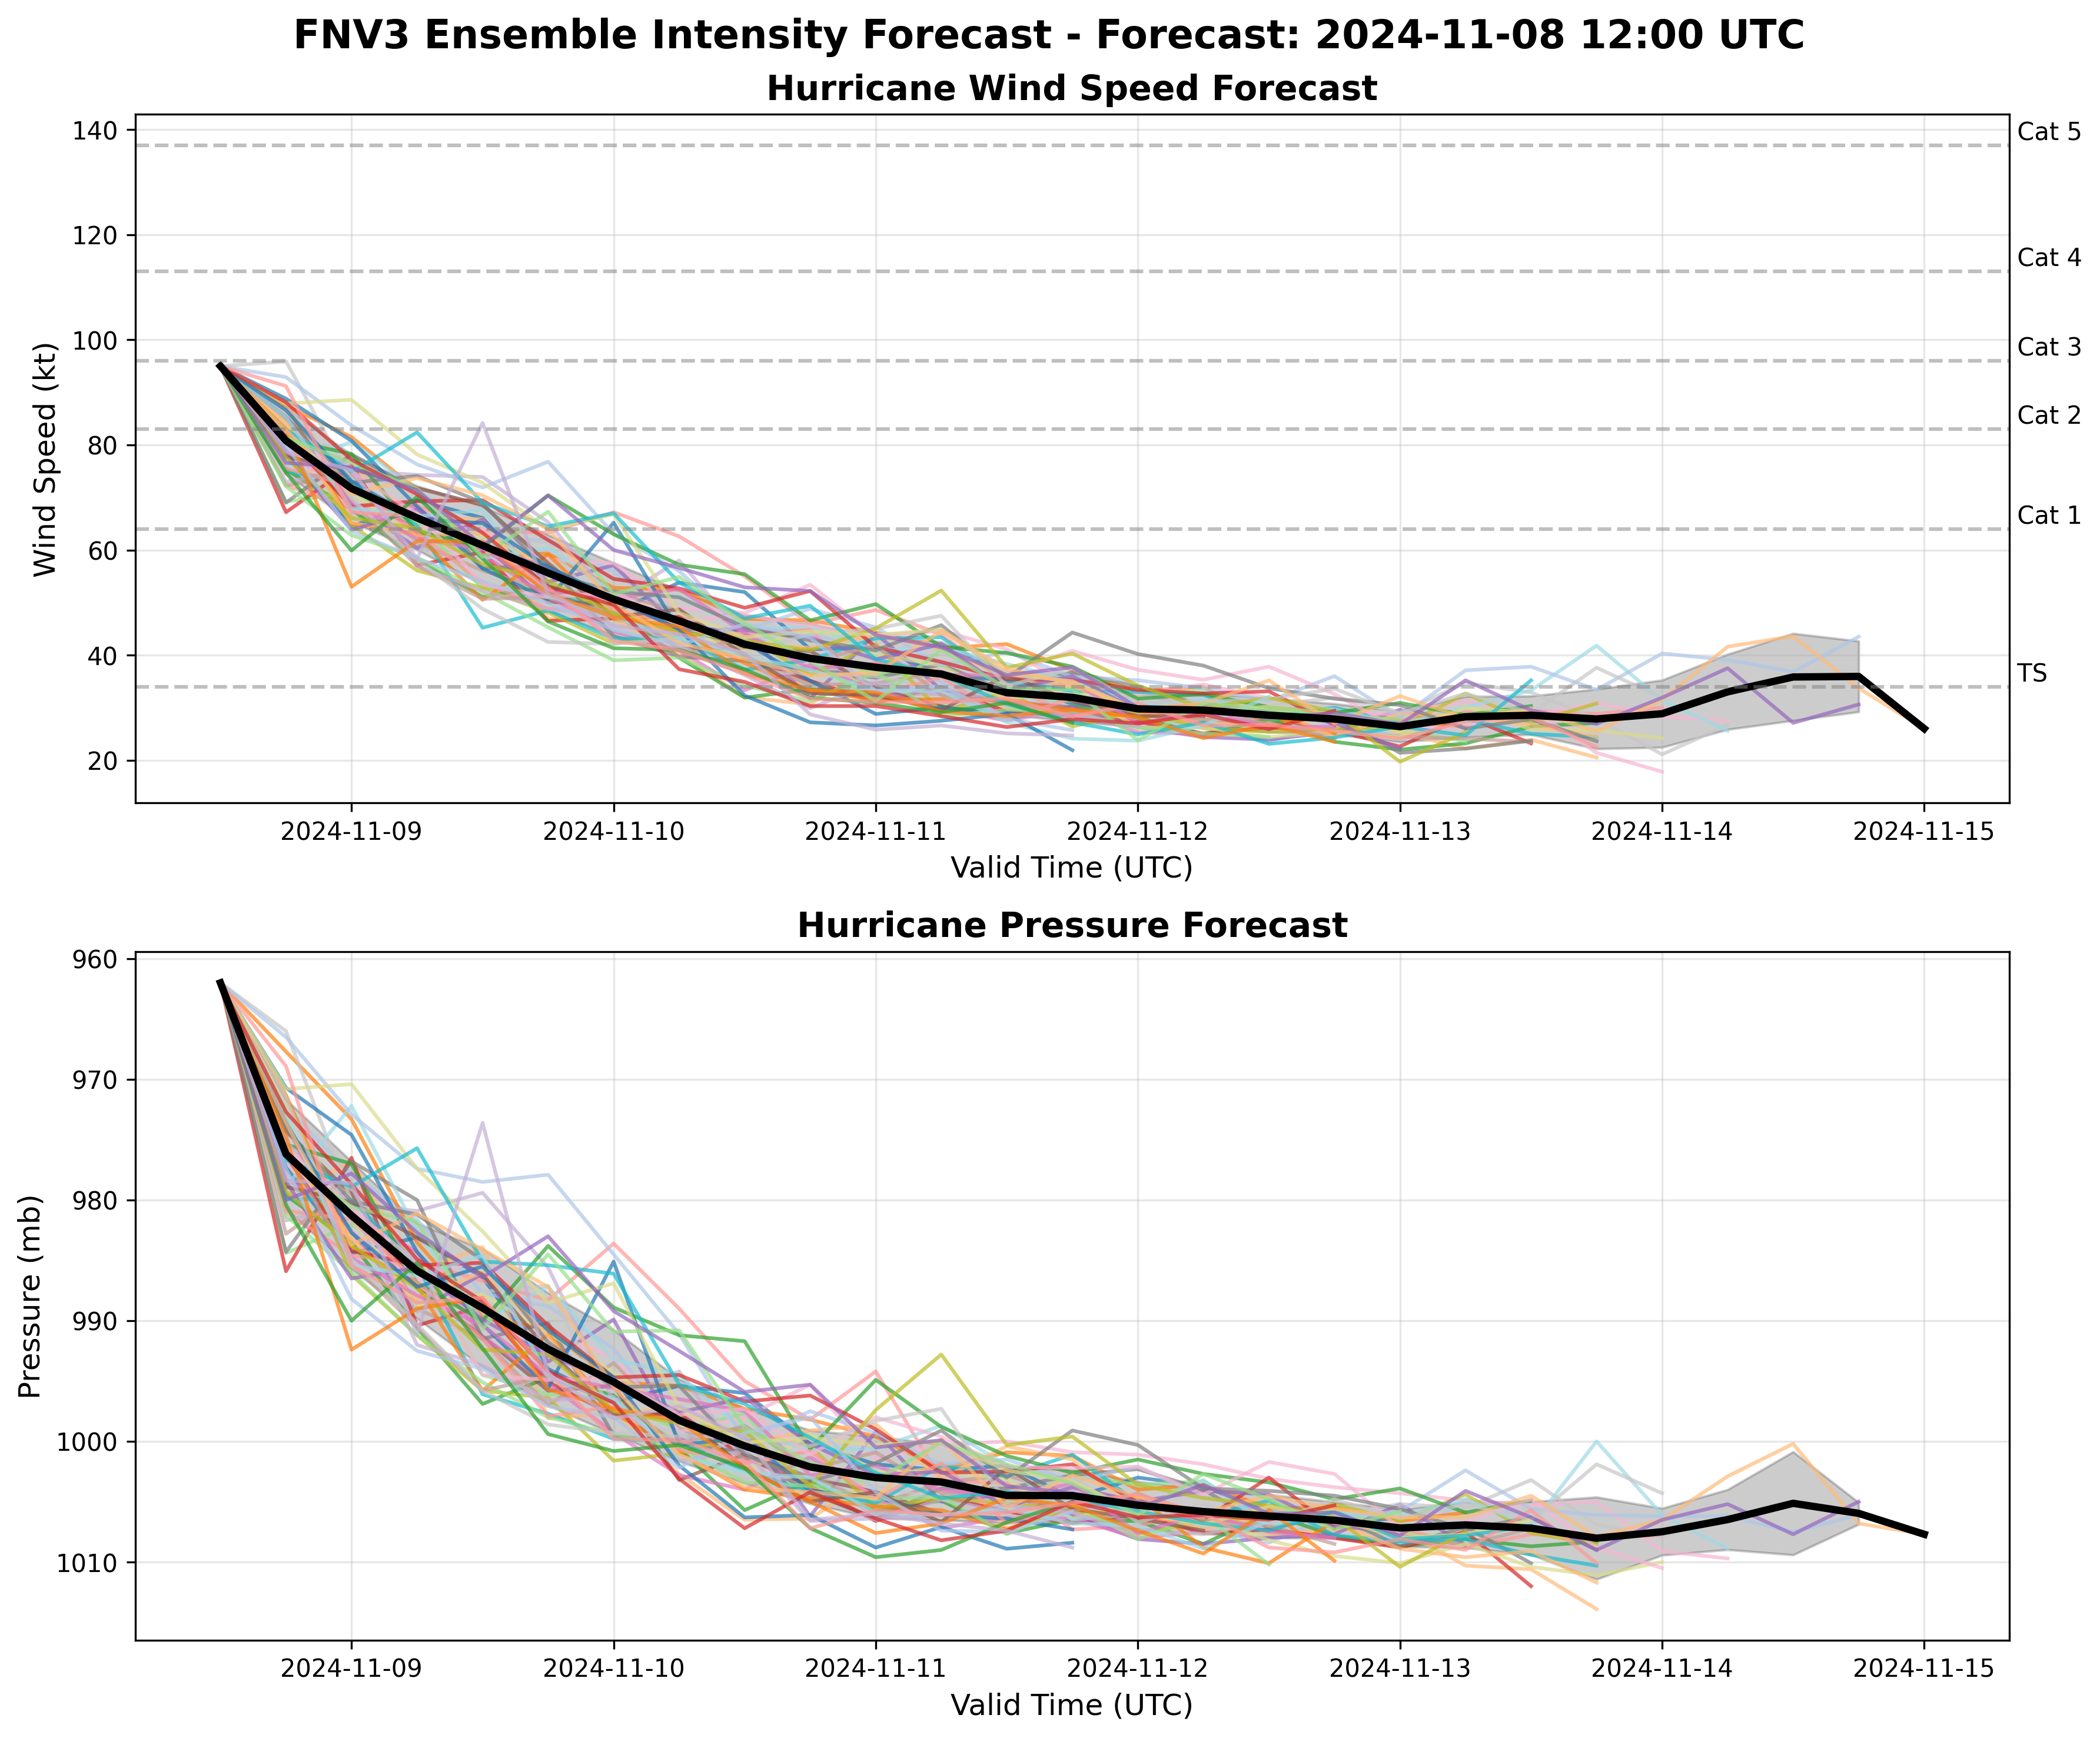 FNV3 Ensemble Intensity Forecast - Forecast: 2024-11-08 12:00 UTC
Hurricane Wind Speed Forecast
Wind Speed (kt)
140
120
100
80
60
40
20
Cat 5
Cat 4
Cat 3
Cat 2
Cat 1
TS
2024-11-09 2024-11-10 2024-11-11 2024-11-12 2024-11-13 2024-11-14 2024-11-15
Valid Time (UTC)
Hurricane Pressure Forecast
Pressure (mb)
960
970
980
990
1000
1010
2024-11-09 2024-11-10 2024-11-11 2024-11-12 2024-11-13 2024-11-14 2024-11-15
Valid Time (UTC)